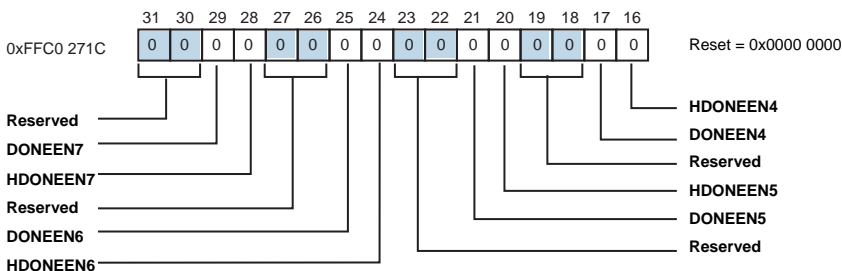 31 30 29 28 27 26 25 24 23 22 21 20 19 18 17 16
0xFFC0 271C 0 0 0 0 0 0 0 0 0 0 0 0 0 0 0 0 Reset = 0x0000 0000
Reserved
DONEEN7
HDONEEN7
Reserved
DONEEN6
HDONEEN6
HDONEEN4
DONEEN4
Reserved
HDONEEN5
DONEEN5
Reserved